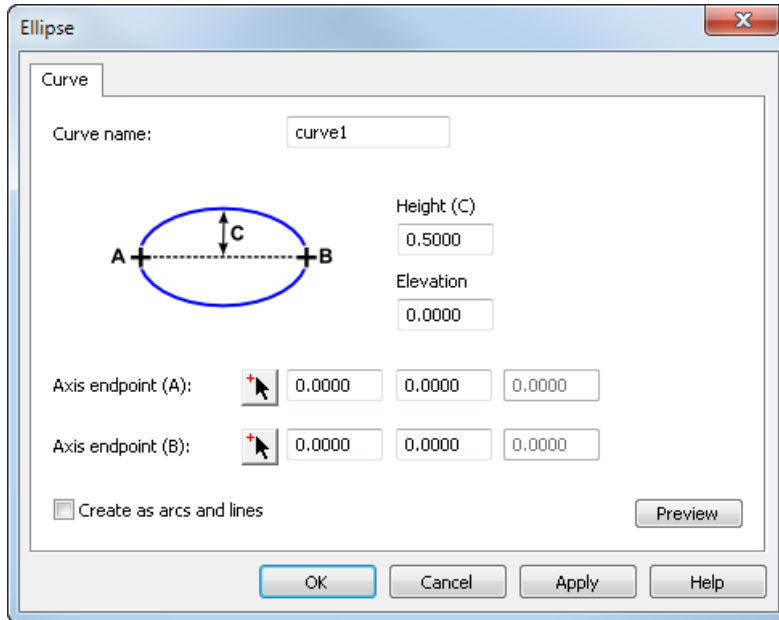 Ellipse
Curve
Curve name: curve1
Height (C)
0.5000
C
A B
Elevation
0.0000
Axis endpoint (A): 0.0000 0.0000 0.0000
Axis endpoint (B): 0.0000 0.0000 0.0000
Create as arcs and lines Preview
OK Cancel Apply Help